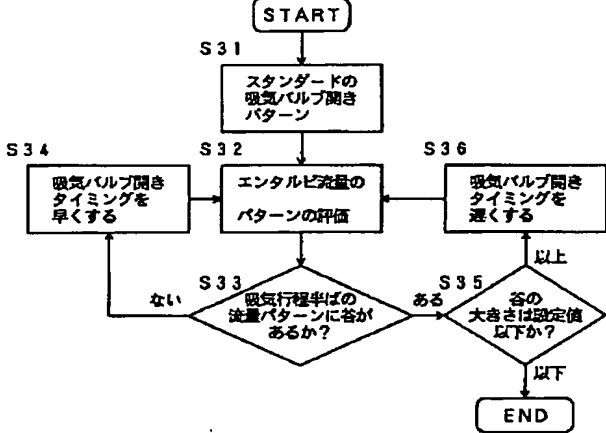 START
S31
スタンダードの
吸気バルブ開き
パターン
S34
S32
S36
吸気バルブ開き
タイミングを
早くする
エンタルピ流量の
パターンの評価
吸気バルブ開き
タイミングを
遅くする
S33
吸気行程半ばの
流量パターンに谷が
あるか?
ない
ある
S35
以上
谷の
大きさは設定値
以下か?
以下
END